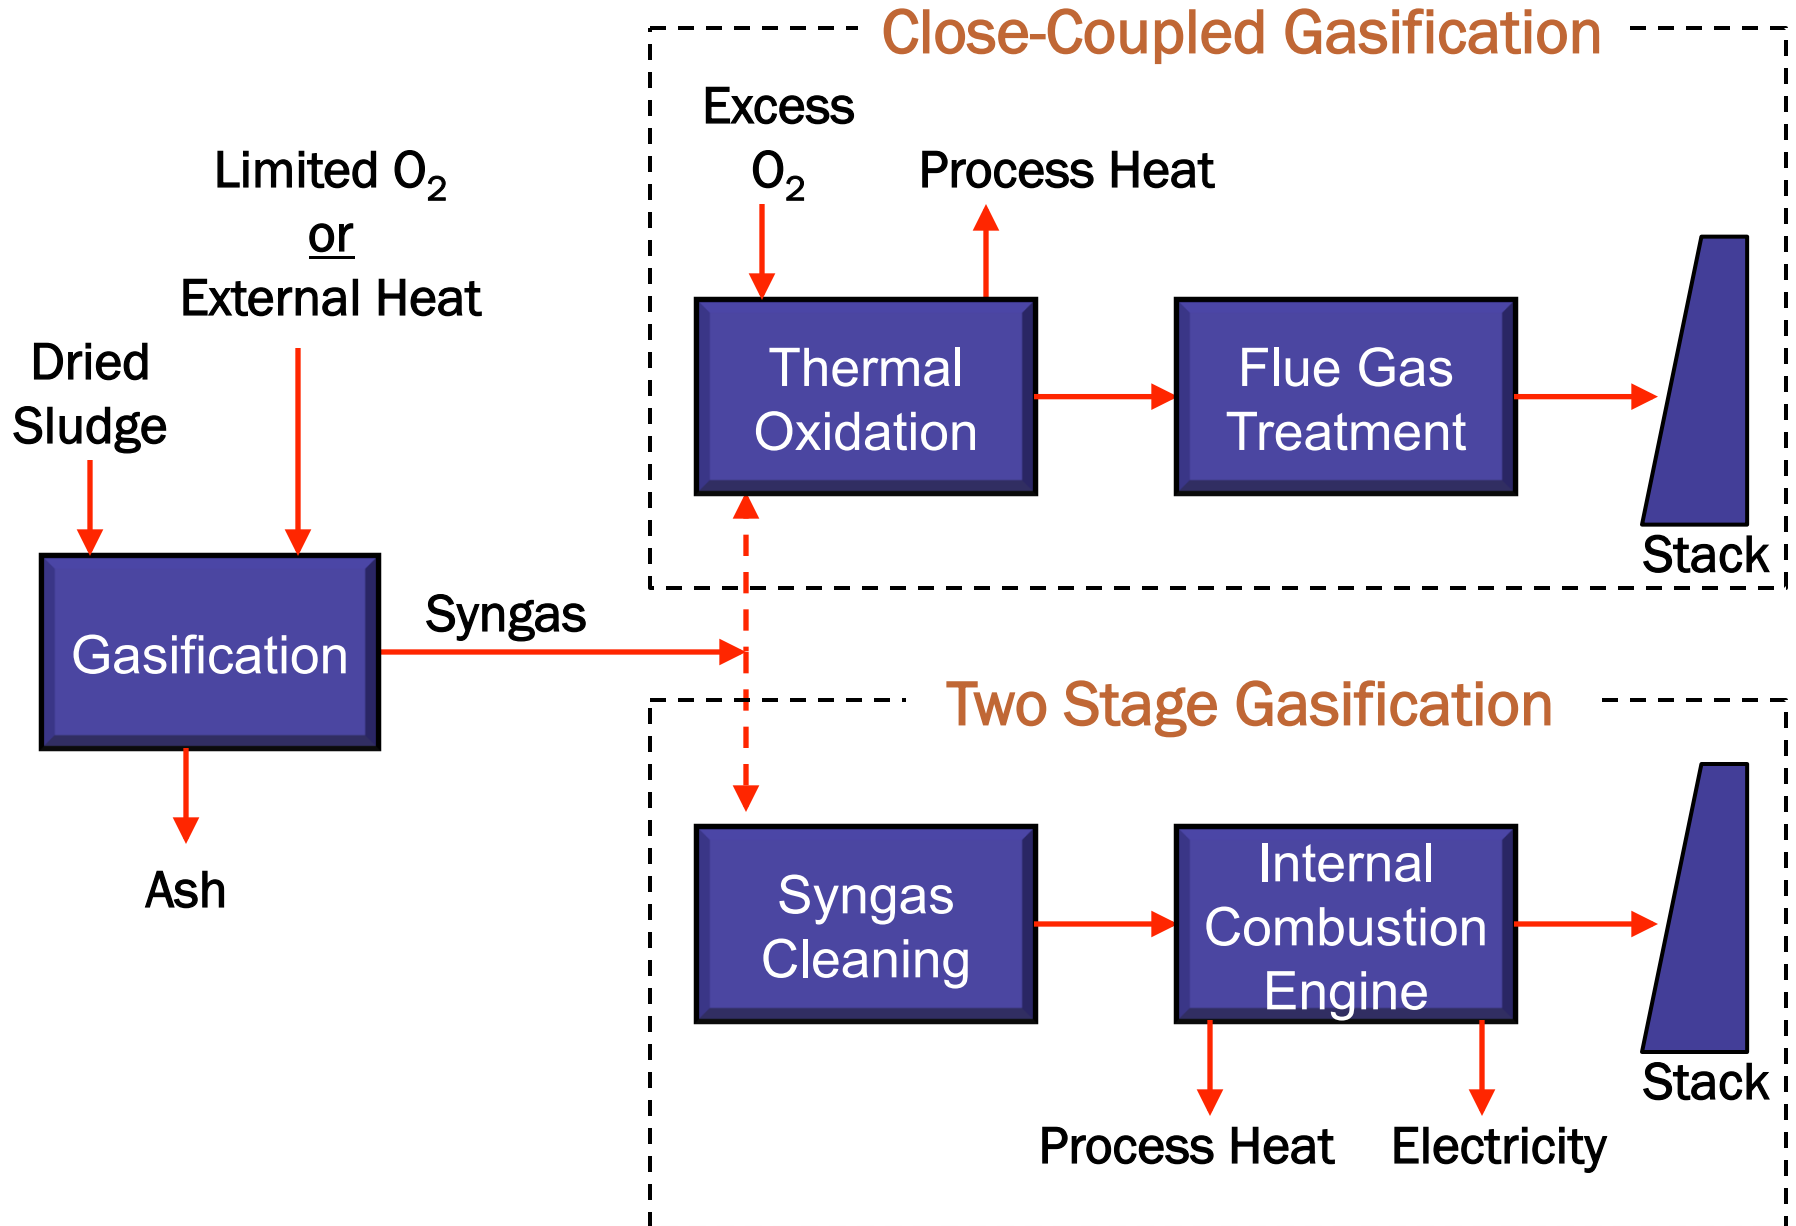 Close-Coupled Gasification
Excess
O₂
Process Heat
Limited O₂
or
External Heat
Dried
Sludge
Thermal
Oxidation
Flue Gas
Treatment
Stack
Gasification
Syngas
Ash
Two Stage Gasification
Syngas
Cleaning
Internal
Combustion
Engine
Stack
Process Heat
Electricity